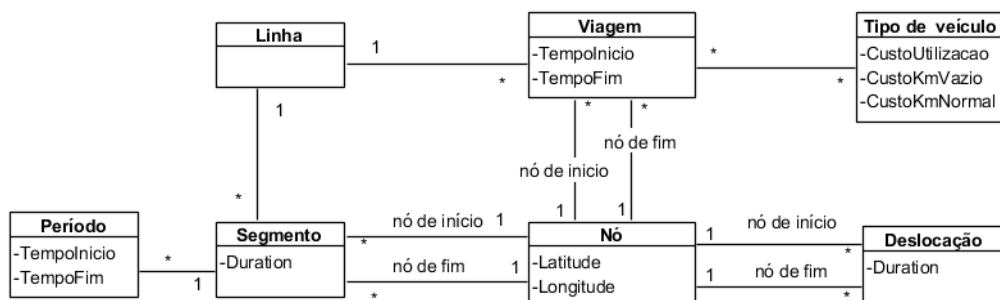 Linha
1
*
1
*
Viagem
-TempoInicio
-TempoFim
*
*
Tipo de veículo
-CustoUtilizacao
-CustoKmVazio
-CustoKmNormal
*
*
nó de fim
nó de inicio
1
1
Período
-TempoInicio
-TempoFim
*
1
Segmento
-Duration
nó de início
1
*
nó de fim
1
*
Nó
-Latitude
-Longitude
1
nó de início
*
1
nó de fim
*
Deslocação
-Duration